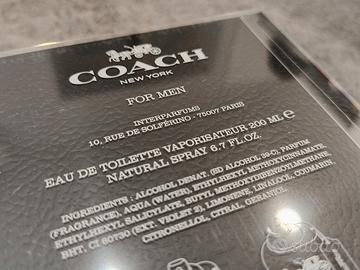 COACH
NEW YORK
FOR MEN
INTERPARFUMS
10, RUE DE SOLFÉRINO - 75007 PARIS
EAU DE TOILETTE VAPORISATEUR 200 ML ℮
NATURAL SPRAY 6.7 FL.OZ.
INGREDIENTS : ALCOHOL DENAT. (SD ALCOHOL 39-C), PARFUM
(FRAGRANCE), AQUA (WATER), ETHYLHEXYL METHOXYCINNAMATE,
ETHYLHEXYL SALICYLATE, BUTYL METHOXYDIBENZOYLMETHANE,
BHT, CI 60730 (EXT. VIOLET 2), LIMONENE, LINALOOL, COUMARIN,
CITRONELLOL, CITRAL, GERANIOL.
subito